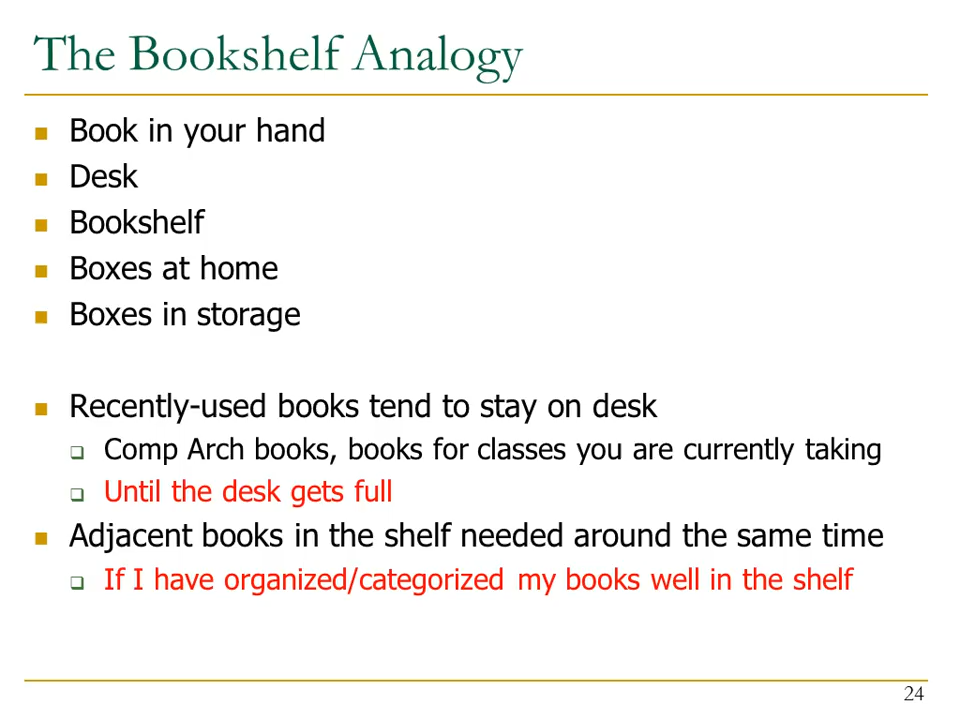 The Bookshelf Analogy
Book in your hand
Desk
Bookshelf
Boxes at home
Boxes in storage
Recently-used books tend to stay on desk
Comp Arch books, books for classes you are currently taking
Until the desk gets full
Adjacent books in the shelf needed around the same time
If I have organized/categorized my books well in the shelf
24